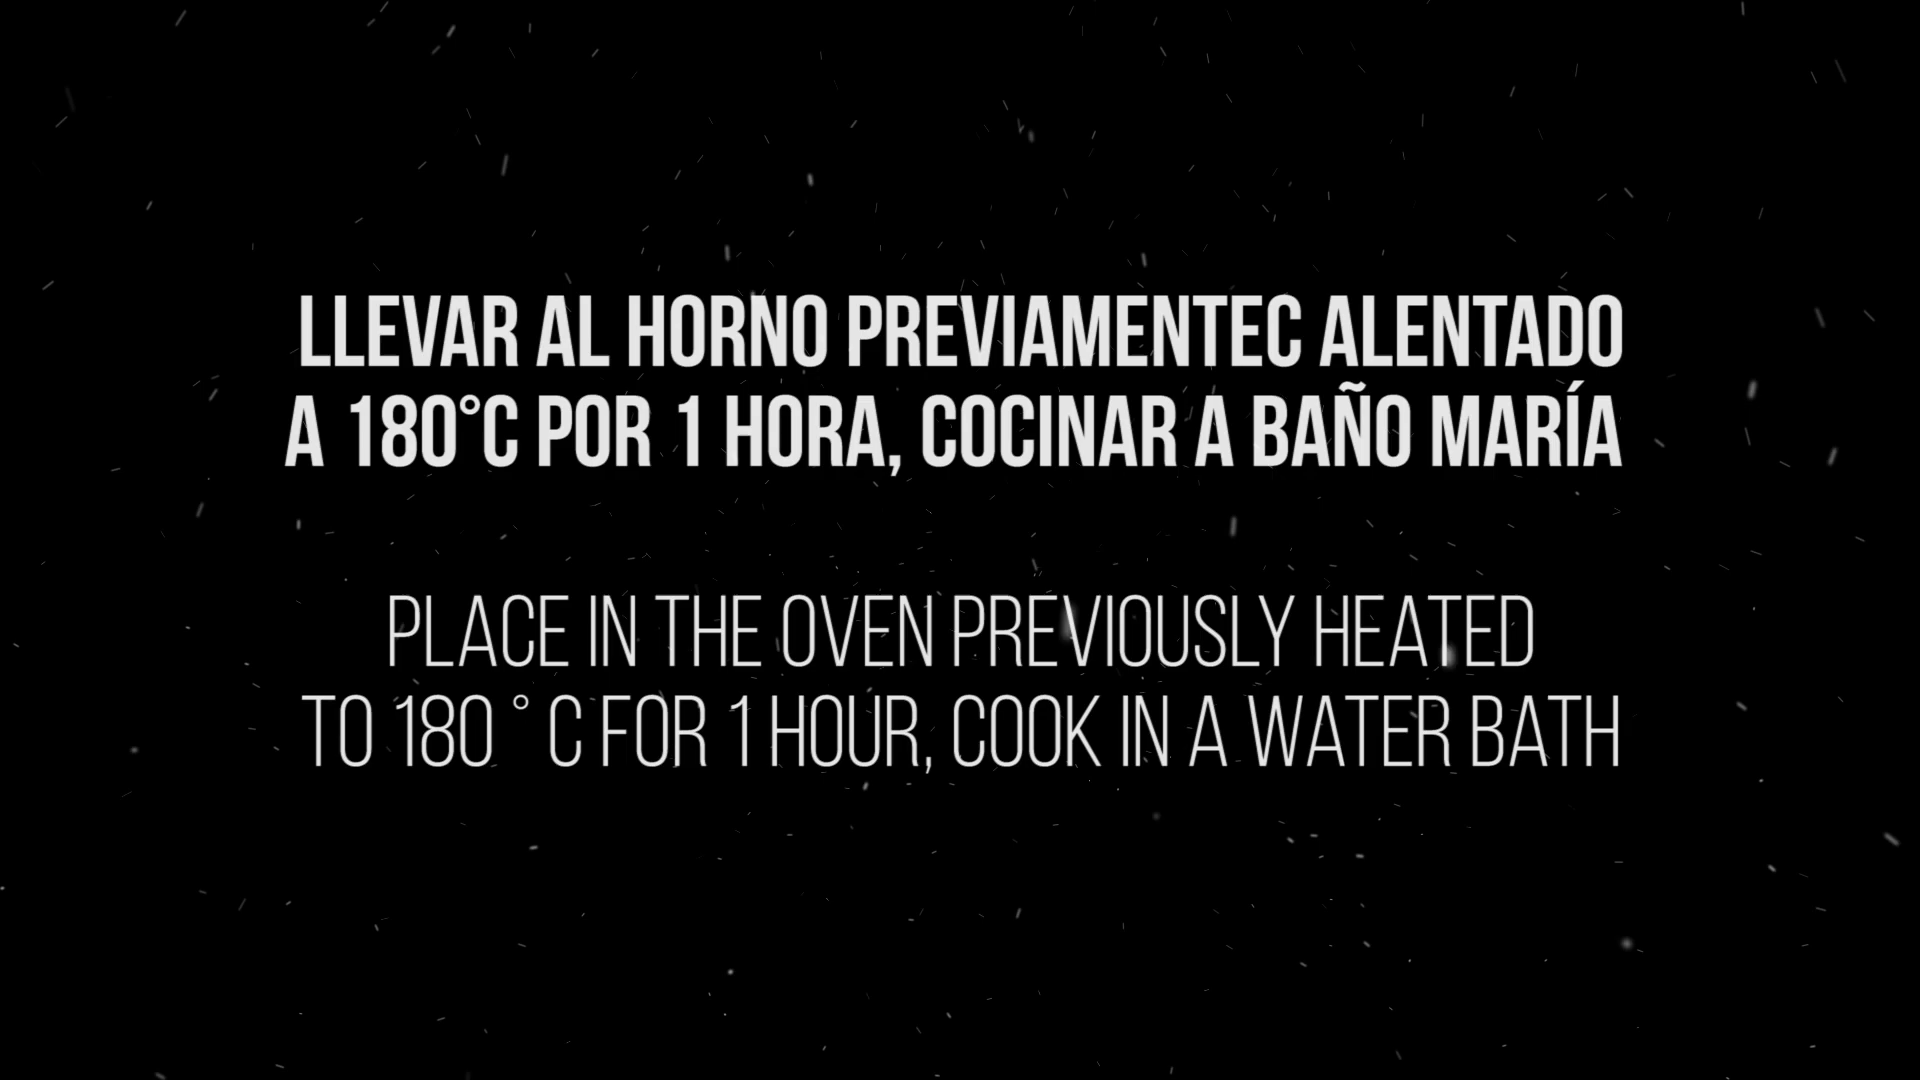 LLEVAR AL HORNO PREVIAMENTEC ALENTADO
A 180°C POR 1 HORA, COCINAR A BAÑO MARÍA
PLACE IN THE OVEN PREVIOUSLY HEATED
TO 180 ° C FOR 1 HOUR, COOK IN A WATER BATH